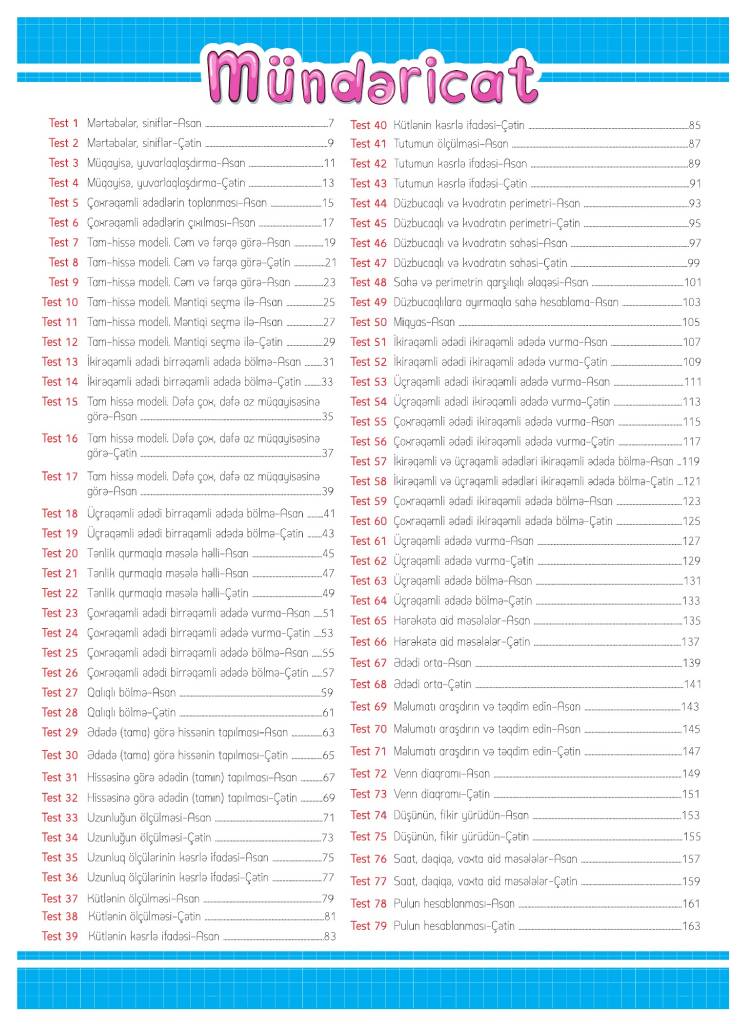 Mündəricat
Test 1 Mərtəbələr, siniflər-Asan 7
Test 2 Mərtəbələr, siniflər-Çətin 9
Test 3 Müqayisə, yuvarlaqlaşdırma-Asan 11
Test 4 Müqayisə, yuvarlaqlaşdırma-Çətin 13
Test 5 Çoxrəqəmli ədədlərin toplanması-Asan 15
Test 6 Çoxrəqəmli ədədlərin çıxılması-Asan 17
Test 7 Tam-hissə modeli. Cəm və fərqə görə-Asan 19
Test 8 Tam-hissə modeli. Cəm və fərqə görə-Çətin 21
Test 9 Tam-hissə modeli. Cəm və fərqə görə-Asan 23
Test 10 Tam-hissə modeli. Məntiqi seçmə ilə-Asan 25
Test 11 Tam-hissə modeli. Məntiqi seçmə ilə-Asan 27
Test 12 Tam-hissə modeli. Məntiqi seçmə ilə-Çətin 29
Test 13 İkirəqəmli ədədi birrəqəmli ədədə bölmə-Asan 31
Test 14 İkirəqəmli ədədi birrəqəmli ədədə bölmə-Çətin 33
Test 15 Tam hissə modeli. Dəfə çox, dəfə az müqayisəsinə
görə-Asan 35
Test 16 Tam hissə modeli. Dəfə çox, dəfə az müqayisəsinə
görə-Çətin 37
Test 17 Tam hissə modeli. Dəfə çox, dəfə az müqayisəsinə
görə-Asan 39
Test 18 Üçrəqəmli ədədi birrəqəmli ədədə bölmə-Asan 41
Test 19 Üçrəqəmli ədədi birrəqəmli ədədə bölmə-Çətin 43
Test 20 Tənlik qurmaqla məsələ həlli-Asan 45
Test 21 Tənlik qurmaqla məsələ həlli-Asan 47
Test 22 Tənlik qurmaqla məsələ həlli-Çətin 49
Test 23 Çoxrəqəmli ədədi birrəqəmli ədədə vurma-Asan 51
Test 24 Çoxrəqəmli ədədi birrəqəmli ədədə vurma-Çətin 53
Test 25 Çoxrəqəmli ədədi birrəqəmli ədədə bölmə-Asan 55
Test 26 Çoxrəqəmli ədədi birrəqəmli ədədə bölmə-Çətin 57
Test 27 Qalıqlı bölmə-Asan 59
Test 28 Qalıqlı bölmə-Çətin 61
Test 29 Ədədə (tama) görə hissənin tapılması-Asan 63
Test 30 Ədədə (tama) görə hissənin tapılması-Çətin 65
Test 31 Hissəsinə görə ədədin (tamın) tapılması-Asan 67
Test 32 Hissəsinə görə ədədin (tamın) tapılması-Çətin 69
Test 33 Uzunluğun ölçülməsi-Asan 71
Test 34 Uzunluğun ölçülməsi-Çətin 73
Test 35 Uzunluq ölçülərinin kəsrlə ifadəsi-Asan 75
Test 36 Uzunluq ölçülərinin kəsrlə ifadəsi-Çətin 77
Test 37 Kütlənin ölçülməsi-Asan 79
Test 38 Kütlənin ölçülməsi-Çətin 81
Test 39 Kütlənin kəsrlə ifadəsi-Asan 83
Test 40 Kütlənin kəsrlə ifadəsi-Çətin 85
Test 41 Tutumun ölçülməsi-Asan 87
Test 42 Tutumun kəsrlə ifadəsi-Asan 89
Test 43 Tutumun kəsrlə ifadəsi-Çətin 91
Test 44 Düzbucaqlı və kvadratın perimetri-Asan 93
Test 45 Düzbucaqlı və kvadratın perimetri-Çətin 95
Test 46 Düzbucaqlı və kvadratın sahəsi-Asan 97
Test 47 Düzbucaqlı və kvadratın sahəsi-Çətin 99
Test 48 Sahə və perimetrin qarşılıqlı əlaqəsi-Asan 101
Test 49 Düzbucaqlılara ayırmaqla sahə hesablama-Asan 103
Test 50 Miqyas-Asan 105
Test 51 İkirəqəmli ədədi ikirəqəmli ədədə vurma-Asan 107
Test 52 İkirəqəmli ədədi ikirəqəmli ədədə vurma-Çətin 109
Test 53 Üçrəqəmli ədədi ikirəqəmli ədədə vurma-Asan 111
Test 54 Üçrəqəmli ədədi ikirəqəmli ədədə vurma-Çətin 113
Test 55 Çoxrəqəmli ədədi ikirəqəmli ədədə vurma-Asan 115
Test 56 Çoxrəqəmli ədədi ikirəqəmli ədədə vurma-Çətin 117
Test 57 İkirəqəmli və üçrəqəmli ədədləri ikirəqəmli ədədə bölmə-Asan 119
Test 58 İkirəqəmli və üçrəqəmli ədədləri ikirəqəmli ədədə bölmə-Çətin 121
Test 59 Çoxrəqəmli ədədi ikirəqəmli ədədə bölmə-Asan 123
Test 60 Çoxrəqəmli ədədi ikirəqəmli ədədə bölmə-Çətin 125
Test 61 Üçrəqəmli ədədə vurma-Asan 127
Test 62 Üçrəqəmli ədədə vurma-Çətin 129
Test 63 Üçrəqəmli ədədə bölmə-Asan 131
Test 64 Üçrəqəmli ədədə bölmə-Çətin 133
Test 65 Hərəkətə aid məsələlər-Asan 135
Test 66 Hərəkətə aid məsələlər-Çətin 137
Test 67 Ədədi orta-Asan 139
Test 68 Ədədi orta-Çətin 141
Test 69 Məlumatı araşdırın və təqdim edin-Asan 143
Test 70 Məlumatı araşdırın və təqdim edin-Asan 145
Test 71 Məlumatı araşdırın və təqdim edin-Çətin 147
Test 72 Venn diaqramı-Asan 149
Test 73 Venn diaqramı-Çətin 151
Test 74 Düşünün, fikir yürüdün-Asan 153
Test 75 Düşünün, fikir yürüdün-Çətin 155
Test 76 Saat, dəqiqə, vaxta aid məsələlər-Asan 157
Test 77 Saat, dəqiqə, vaxta aid məsələlər-Çətin 159
Test 78 Pulun hesablanması-Asan 161
Test 79 Pulun hesablanması-Çətin 163